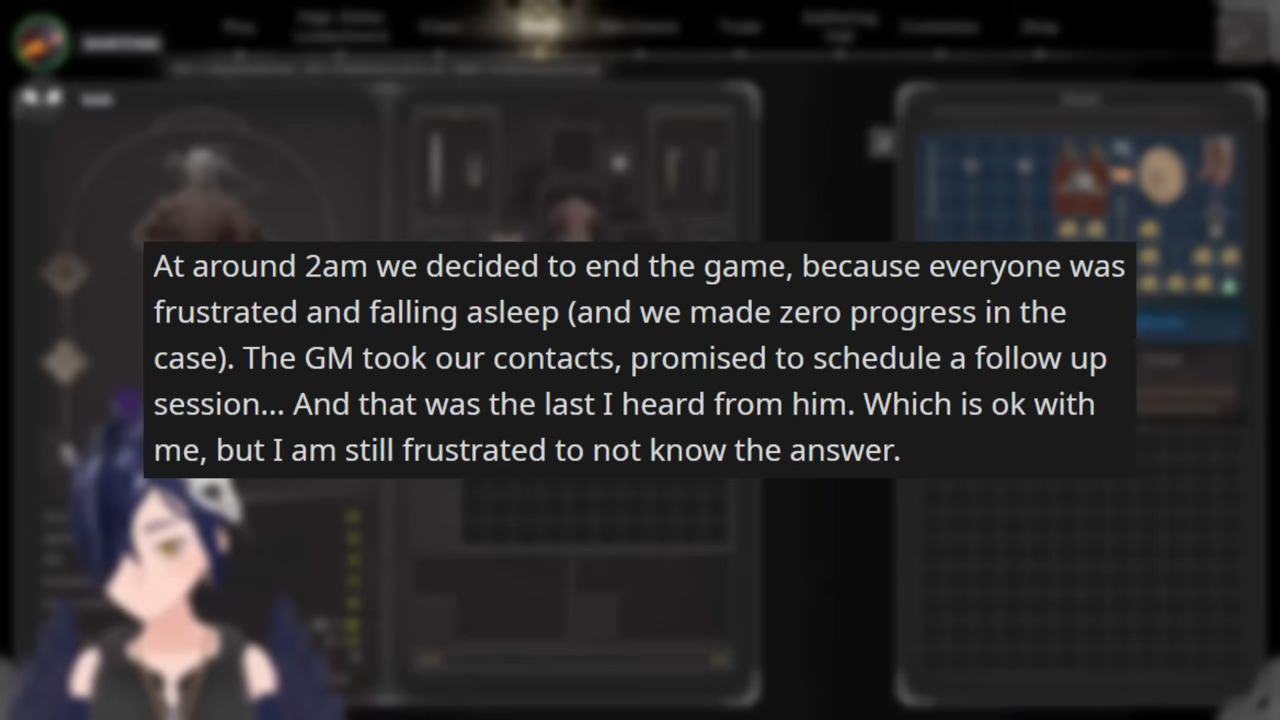 At around 2am we decided to end the game, because everyone was
frustrated and falling asleep (and we made zero progress in the
case). The GM took our contacts, promised to schedule a follow up
session... And that was the last I heard from him. Which is ok with
me, but I am still frustrated to not know the answer.